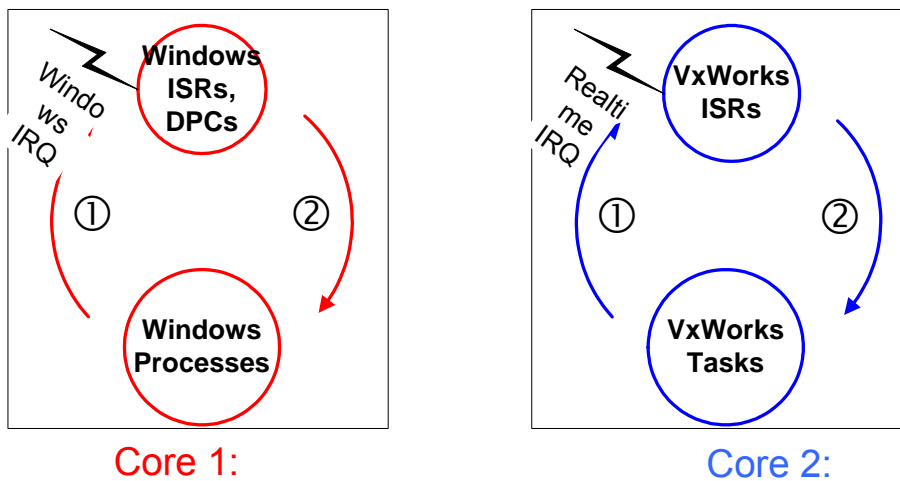 Windows
ISRs,
DPCs
Windo
ws
IRQ
①
②
Windows
Processes
Core 1:
VxWorks
ISRs
Realti
me
IRQ
①
②
VxWorks
Tasks
Core 2: